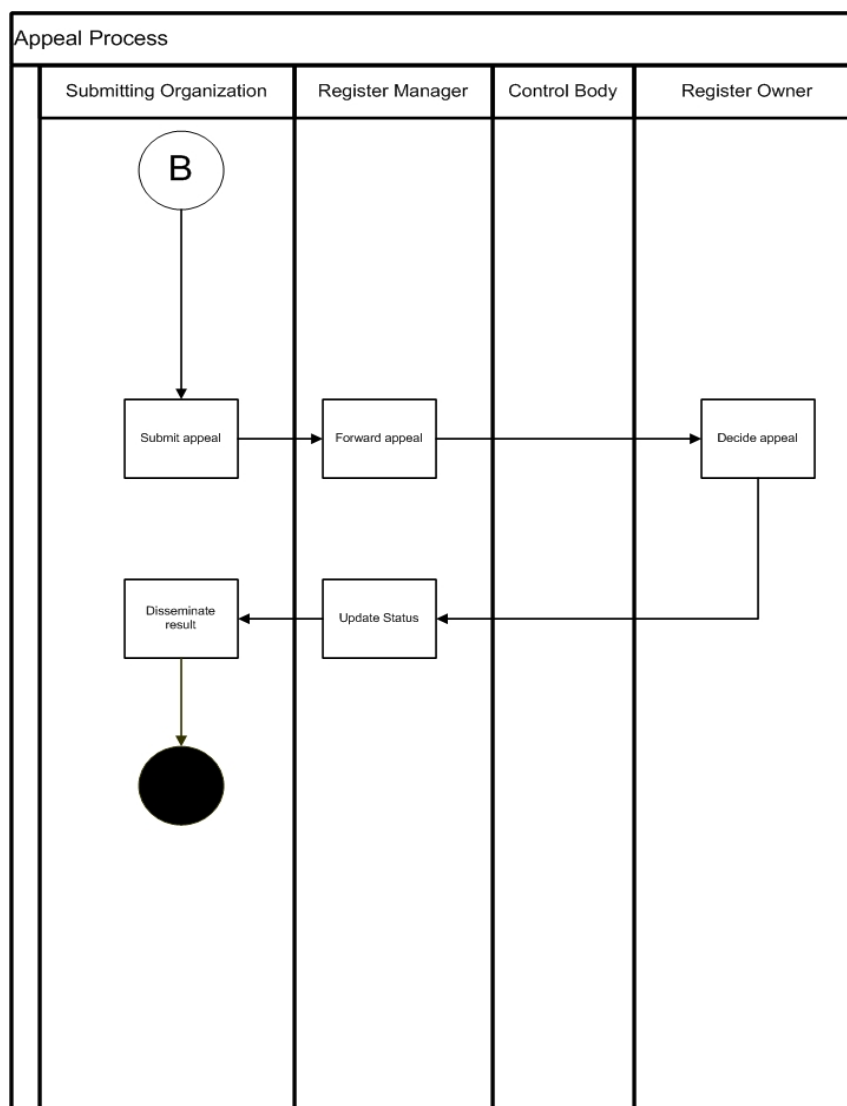 Appeal Process
Submitting Organization
Register Manager
Control Body
Register Owner
B
Submit appeal
Forward appeal
Decide appeal
Disseminate
result
Update Status